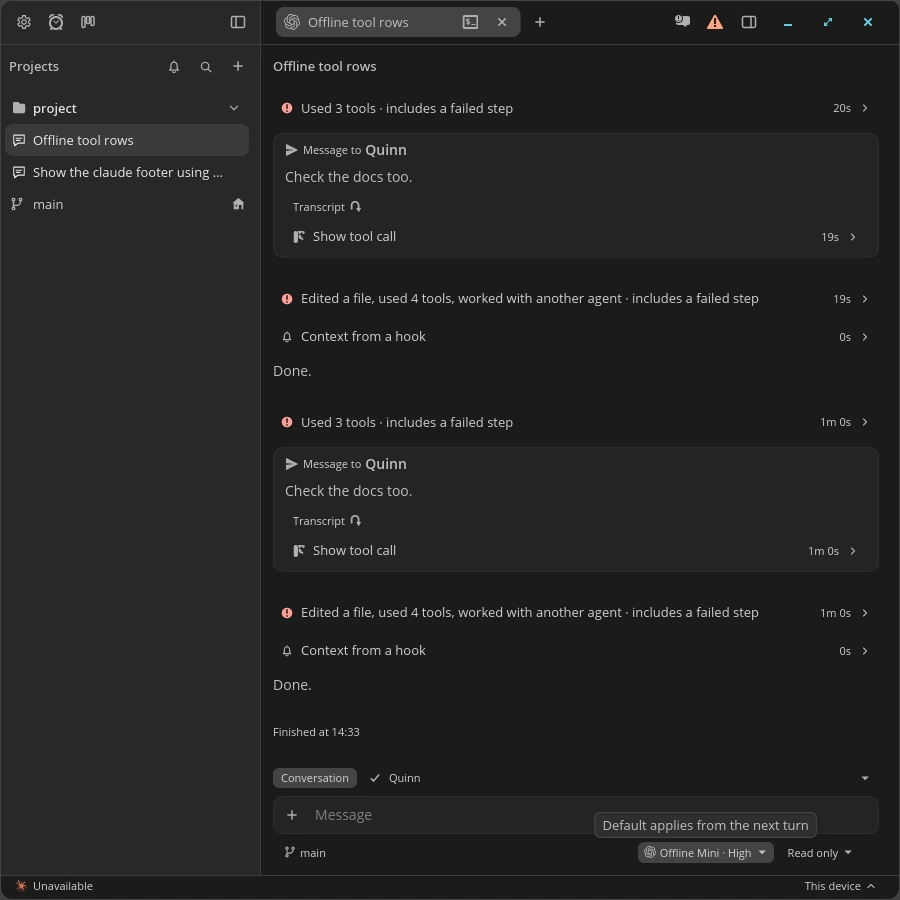 Offline tool rows
Projects
Offline tool rows
project
Used 3 tools · includes a failed step 20s
Offline tool rows
Message to Quinn
Show the claude footer using ...
Check the docs too.
main
Transcript
Show tool call 19s
Edited a file, used 4 tools, worked with another agent · includes a failed step 19s
Context from a hook 0s
Done.
Used 3 tools · includes a failed step 1m 0s
Message to Quinn
Check the docs too.
Transcript
Show tool call 1m 0s
Edited a file, used 4 tools, worked with another agent · includes a failed step 1m 0s
Context from a hook 0s
Done.
Finished at 14:33
Conversation Quinn
Message
Default applies from the next turn
main Offline Mini · High Read only
Unavailable This device